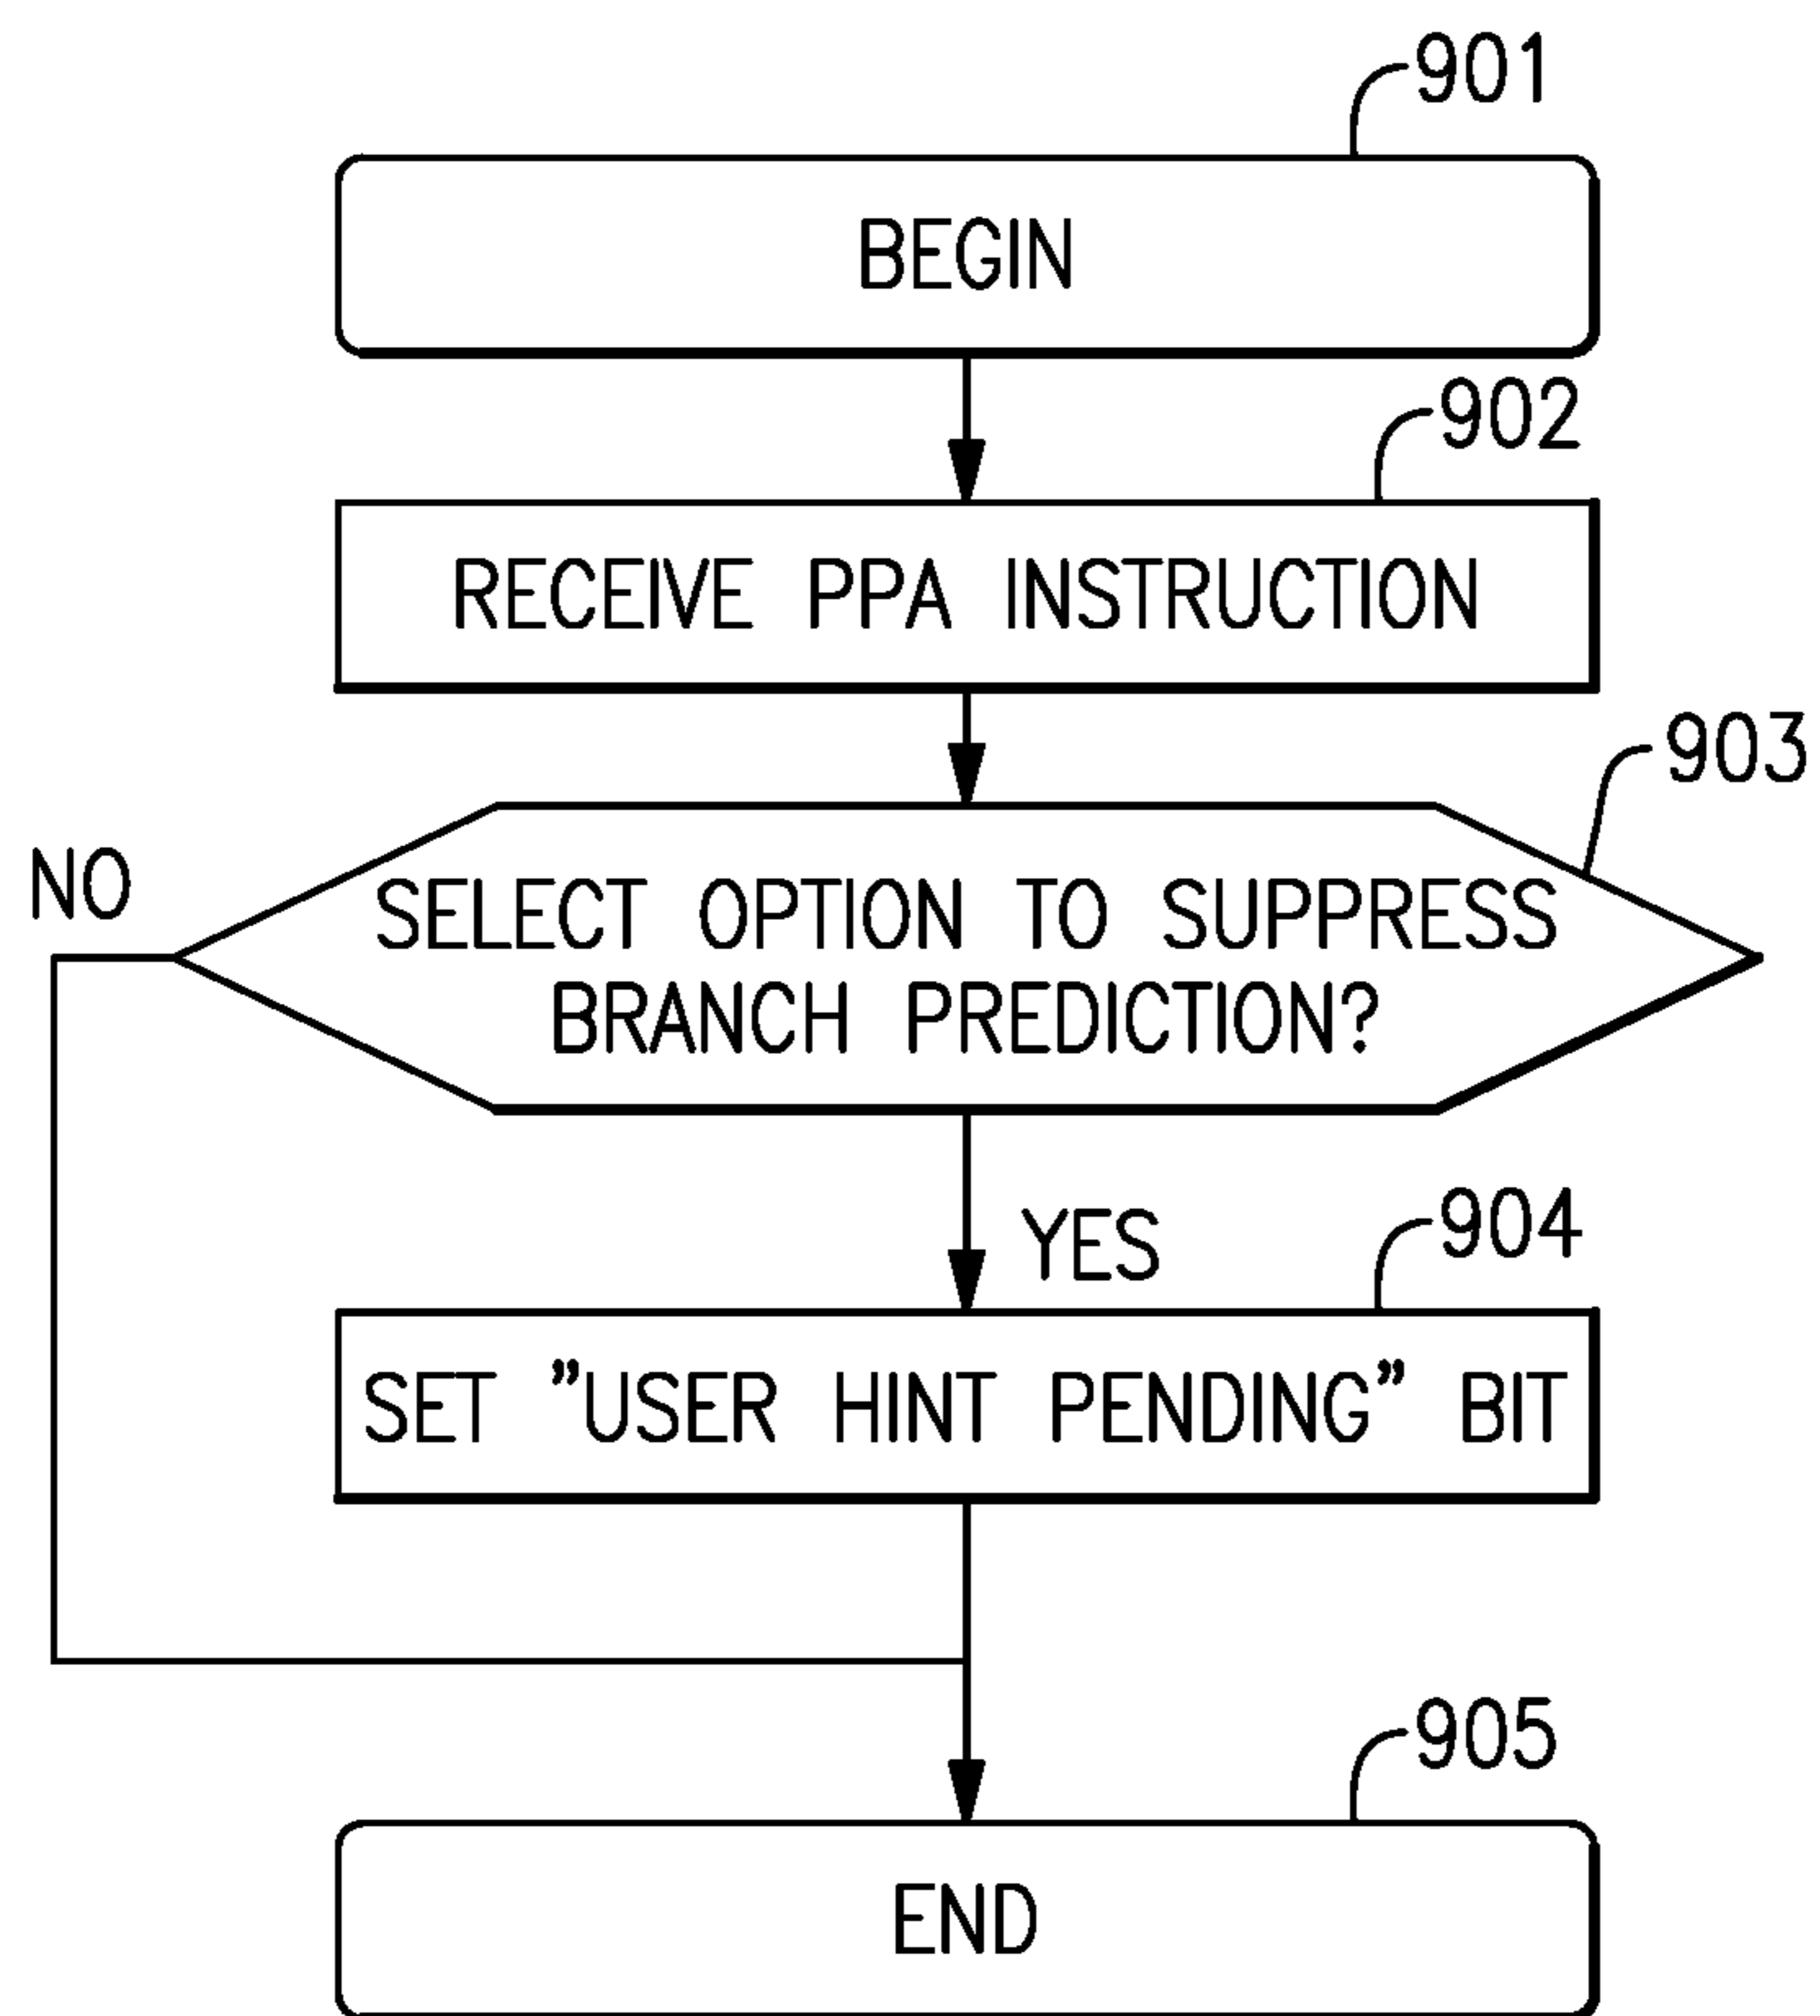 901
BEGIN
902
RECEIVE PPA INSTRUCTION
903
NO
SELECT OPTION TO SUPPRESS
BRANCH PREDICTION?
YES
904
SET "USER HINT PENDING" BIT
905
END